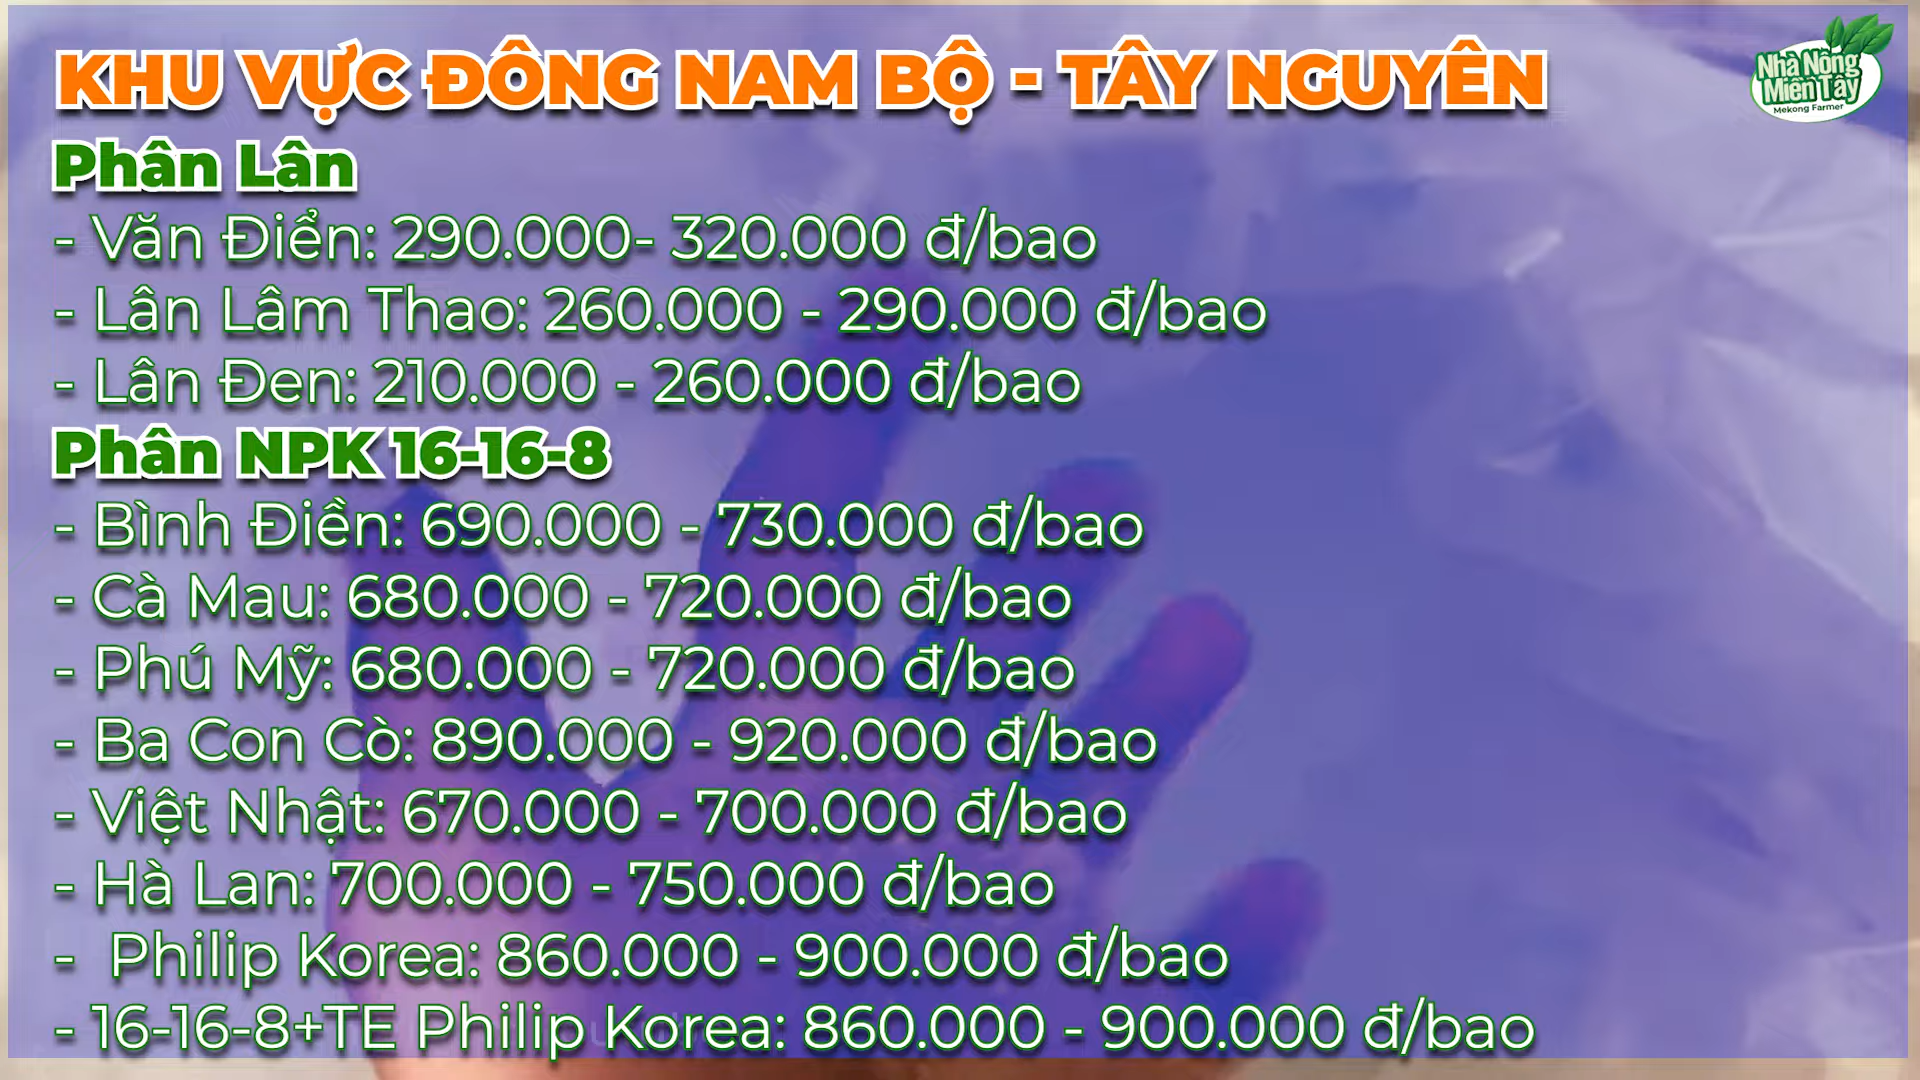 KHU VỰC ĐÔNG NAM BỘ - TÂY NGUYÊN
Nhà Nông
Miền Tây
Mekong Farmer
Phân Lân
- Văn Điển: 290.000- 320.000 đ/bao
- Lân Lâm Thao: 260.000 - 290.000 đ/bao
- Lân Đen: 210.000 - 260.000 đ/bao
Phân NPK 16-16-8
- Bình Điền: 690.000 - 730.000 đ/bao
- Cà Mau: 680.000 - 720.000 đ/bao
- Phú Mỹ: 680.000 - 720.000 đ/bao
- Ba Con Cò: 890.000 - 920.000 đ/bao
- Việt Nhật: 670.000 - 700.000 đ/bao
- Hà Lan: 700.000 - 750.000 đ/bao
- Philip Korea: 860.000 - 900.000 đ/bao
- 16-16-8+TE Philip Korea: 860.000 - 900.000 đ/bao